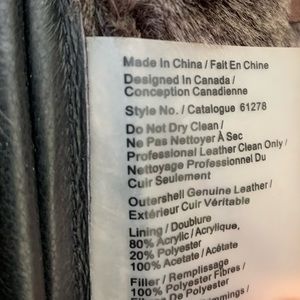 Made In China / Fait En Chine
Designed In Canada /
Conception Canadienne
Style No. / Catalogue 61278
Do Not Dry Clean /
Ne Pas Nettoyer À Sec
Professional Leather Clean Only /
Nettoyage Professionnel Du
Cuir Seulement
Outershell Genuine Leather /
Extérieur Cuir Véritable
Lining / Doublure
80% Acrylic / Acrylique,
20% Polyester
100% Acetate / Acétate
Filler / Remplissage
100% Polyester Fibres /
De Polyester